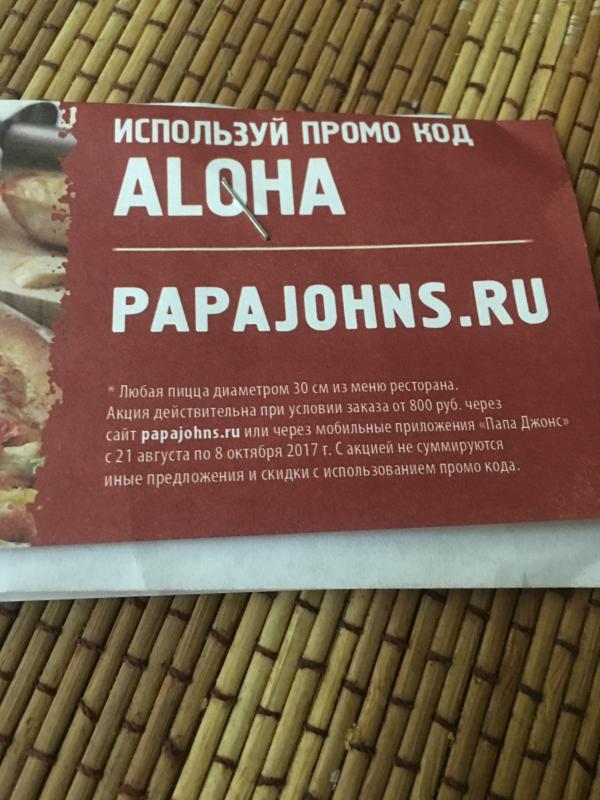 ИСПОЛЬЗУЙ ПРОМО КОД
ALOHA
PAPAJOHNS.RU
* Любая пицца диаметром 30 см из меню ресторана.
Акция действительна при условии заказа от 800 руб. через
сайт papajohns.ru или через мобильные приложения «Папа Джонс»
с 21 августа по 8 октября 2017 г. С акцией не суммируются
иные предложения и скидки с использованием промо кода.